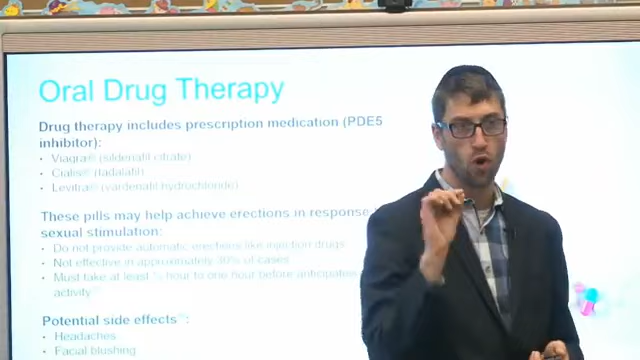 Oral Drug Therapy
Drug therapy includes prescription medication (PDE5
inhibitor):
• Viagra® (sildenafil citrate)
• Cialis® (tadalafil)
• Levitra® (vardenafil hydrochloride)
These pills may help achieve erections in response
sexual stimulation:
• Do not provide automatic erections like injection drugs
• Not effective in approximately 30% of cases
• Must take at least ½ hour to one hour before anticipated
activity
Potential side effects :
• Headaches
• Facial blushing